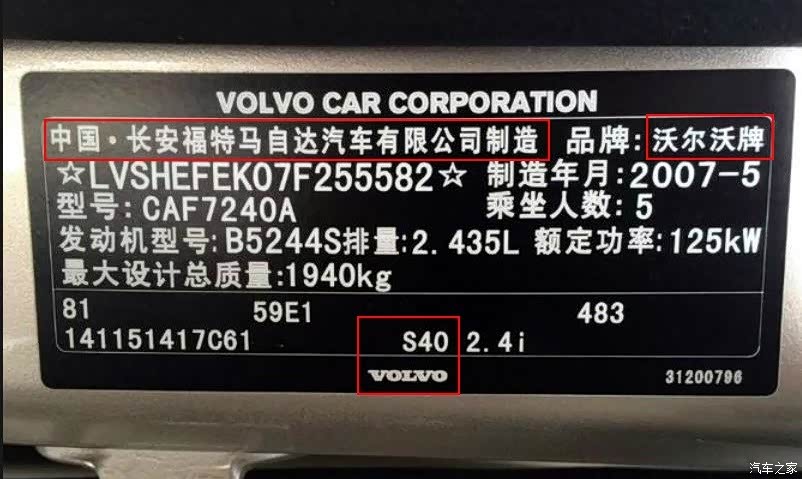 VOLVO CAR CORPORATION
中国·长安福特马自达汽车有限公司制造 品牌:沃尔沃牌
☆LVSHEFEK07F255582☆ 制造年月:2007-5
型号:CAF7240A 乘坐人数:5
发动机型号:B5244S排量:2.435L 额定功率:125kW
最大设计总质量:1940kg
81 59E1 483
141151417C61 S40 2.4i
VOLVO 31200796
汽车之家